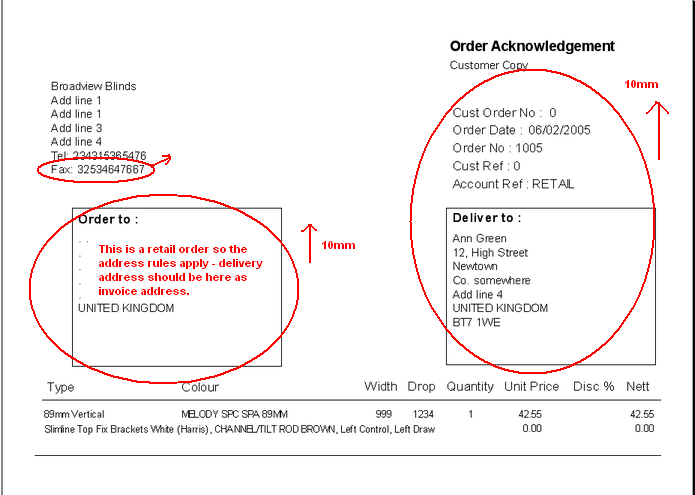 Order Acknowledgement
Customer Copy
10mm
Broadview Blinds
Add line 1
Add line 1
Add line 3
Add line 4
Tel: 234315365476
Fax: 32534647667
Cust Order No : 0
Order Date : 06/02/2005
Order No : 1005
Cust Ref : 0
Account Ref : RETAIL
Order to :
This is a retail order so the
address rules apply - delivery
address should be here as
invoice address.
UNITED KINGDOM
10mm
Deliver to :
Ann Green
12, High Street
Newtown
Co. somewhere
Add line 4
UNITED KINGDOM
BT7 1WE
Type Colour Width Drop Quantity Unit Price Disc % Nett
89mm Vertical MELODY SPC SPA 89MM 999 1234 1 42.55 42.55
Slimline Top Fix Brackets White (Harris), CHANNEL/TILT ROD BROWN, Left Control, Left Draw 0.00 0.00